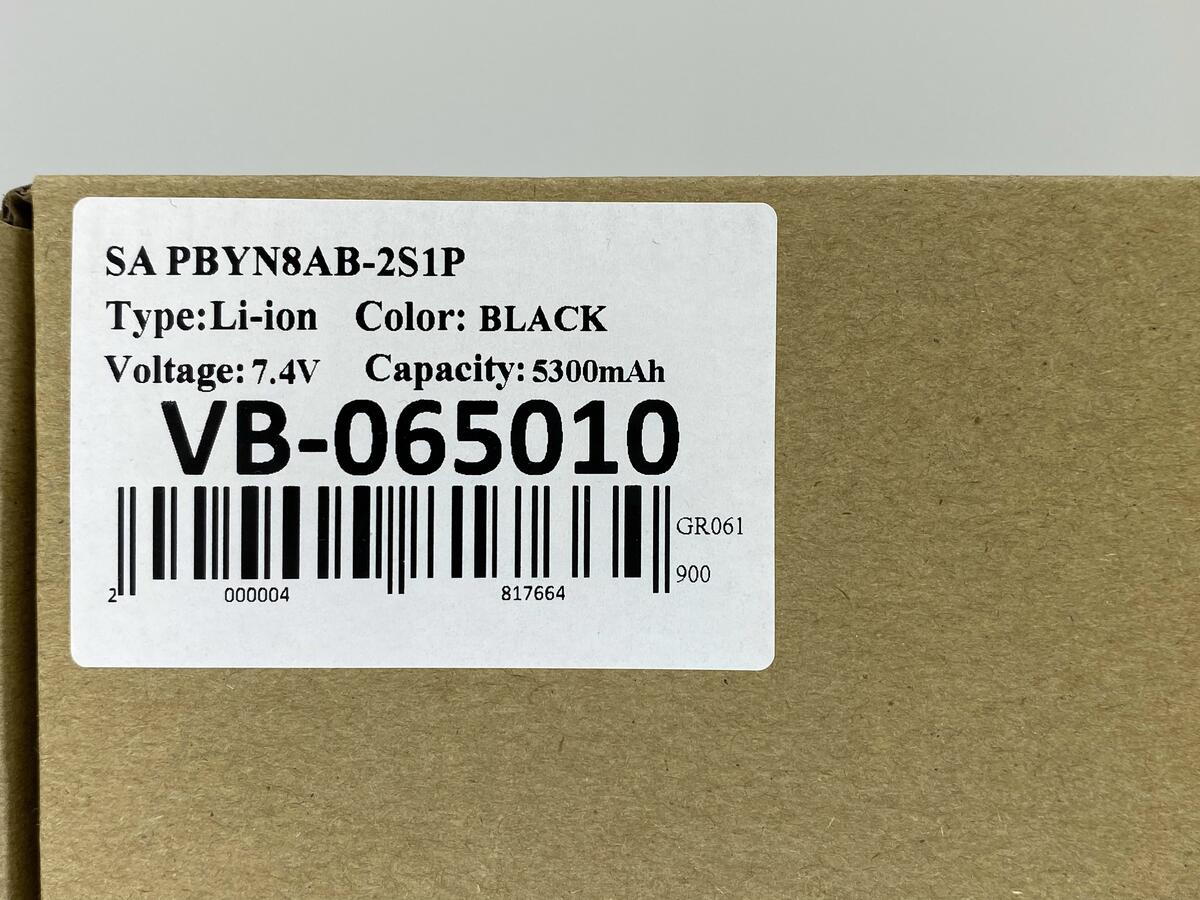 SA PBYN8AB-2S1P
Type:Li-ion Color: BLACK
Voltage: 7.4V Capacity: 5300mAh
VB-065010
GR061
900
2 000004 817664